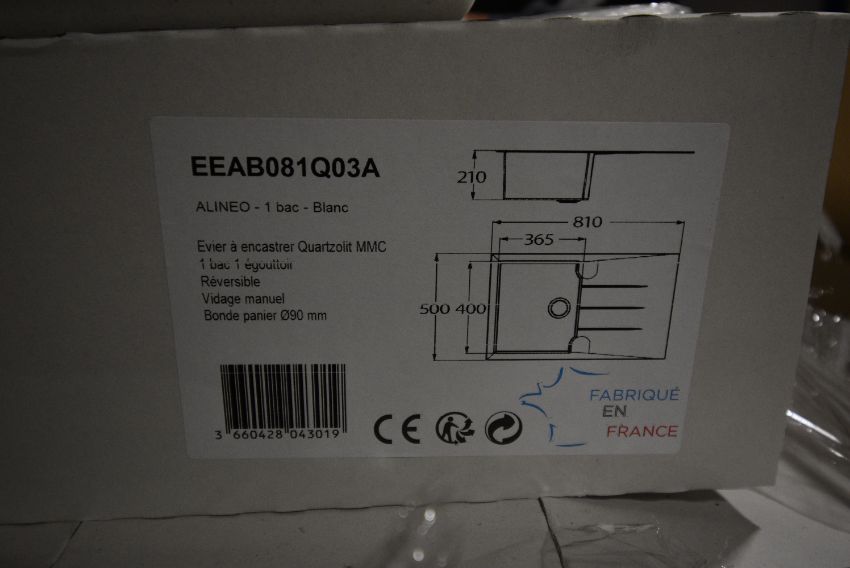 EEAB081Q03A
ALINEO - 1 bac - Blanc
Evier à encastrer Quartzolit MMC
1 bac 1 égouttoir
Réversible
Vidage manuel
Bonde panier Ø90 mm
210
810
365
500 400
3 660428 043019
CE
FABRIQUÉ
EN
FRANCE